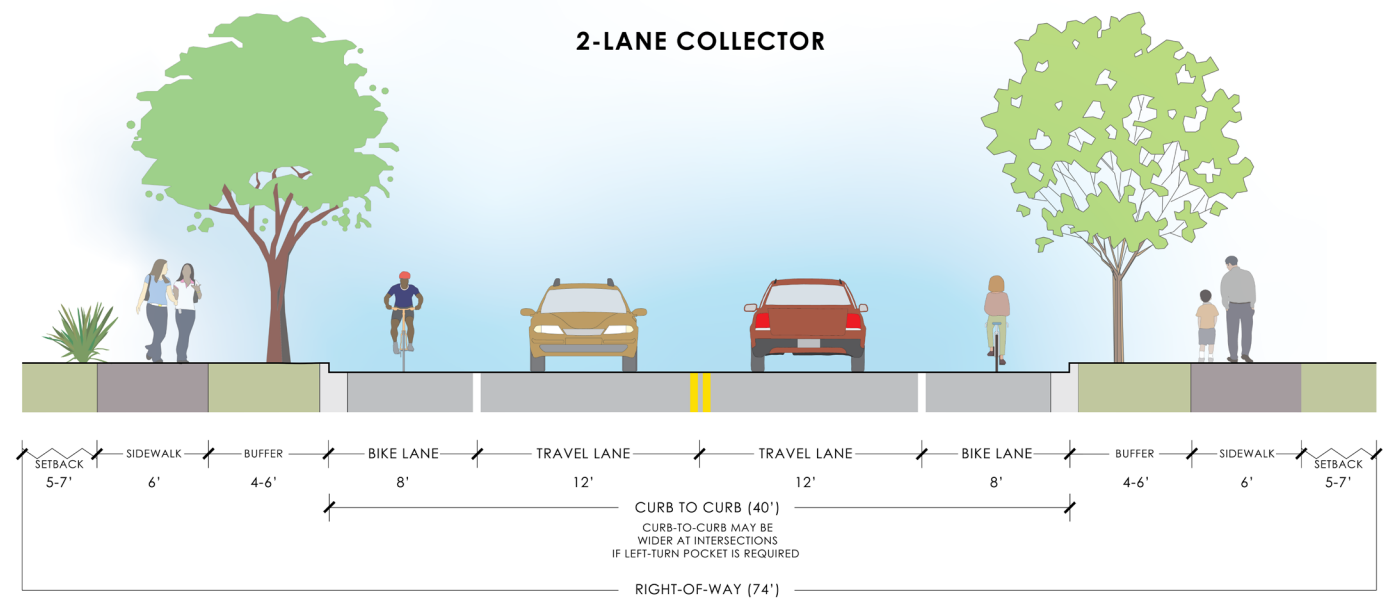 2-LANE COLLECTOR
SETBACK SIDEWALK BUFFER BIKE LANE TRAVEL LANE TRAVEL LANE BIKE LANE BUFFER SIDEWALK SETBACK
5-7' 6' 4-6' 8' 12' 12' 8' 4-6' 6' 5-7'
CURB TO CURB (40')
CURB-TO-CURB MAY BE
WIDER AT INTERSECTIONS
IF LEFT-TURN POCKET IS REQUIRED
RIGHT-OF-WAY (74')